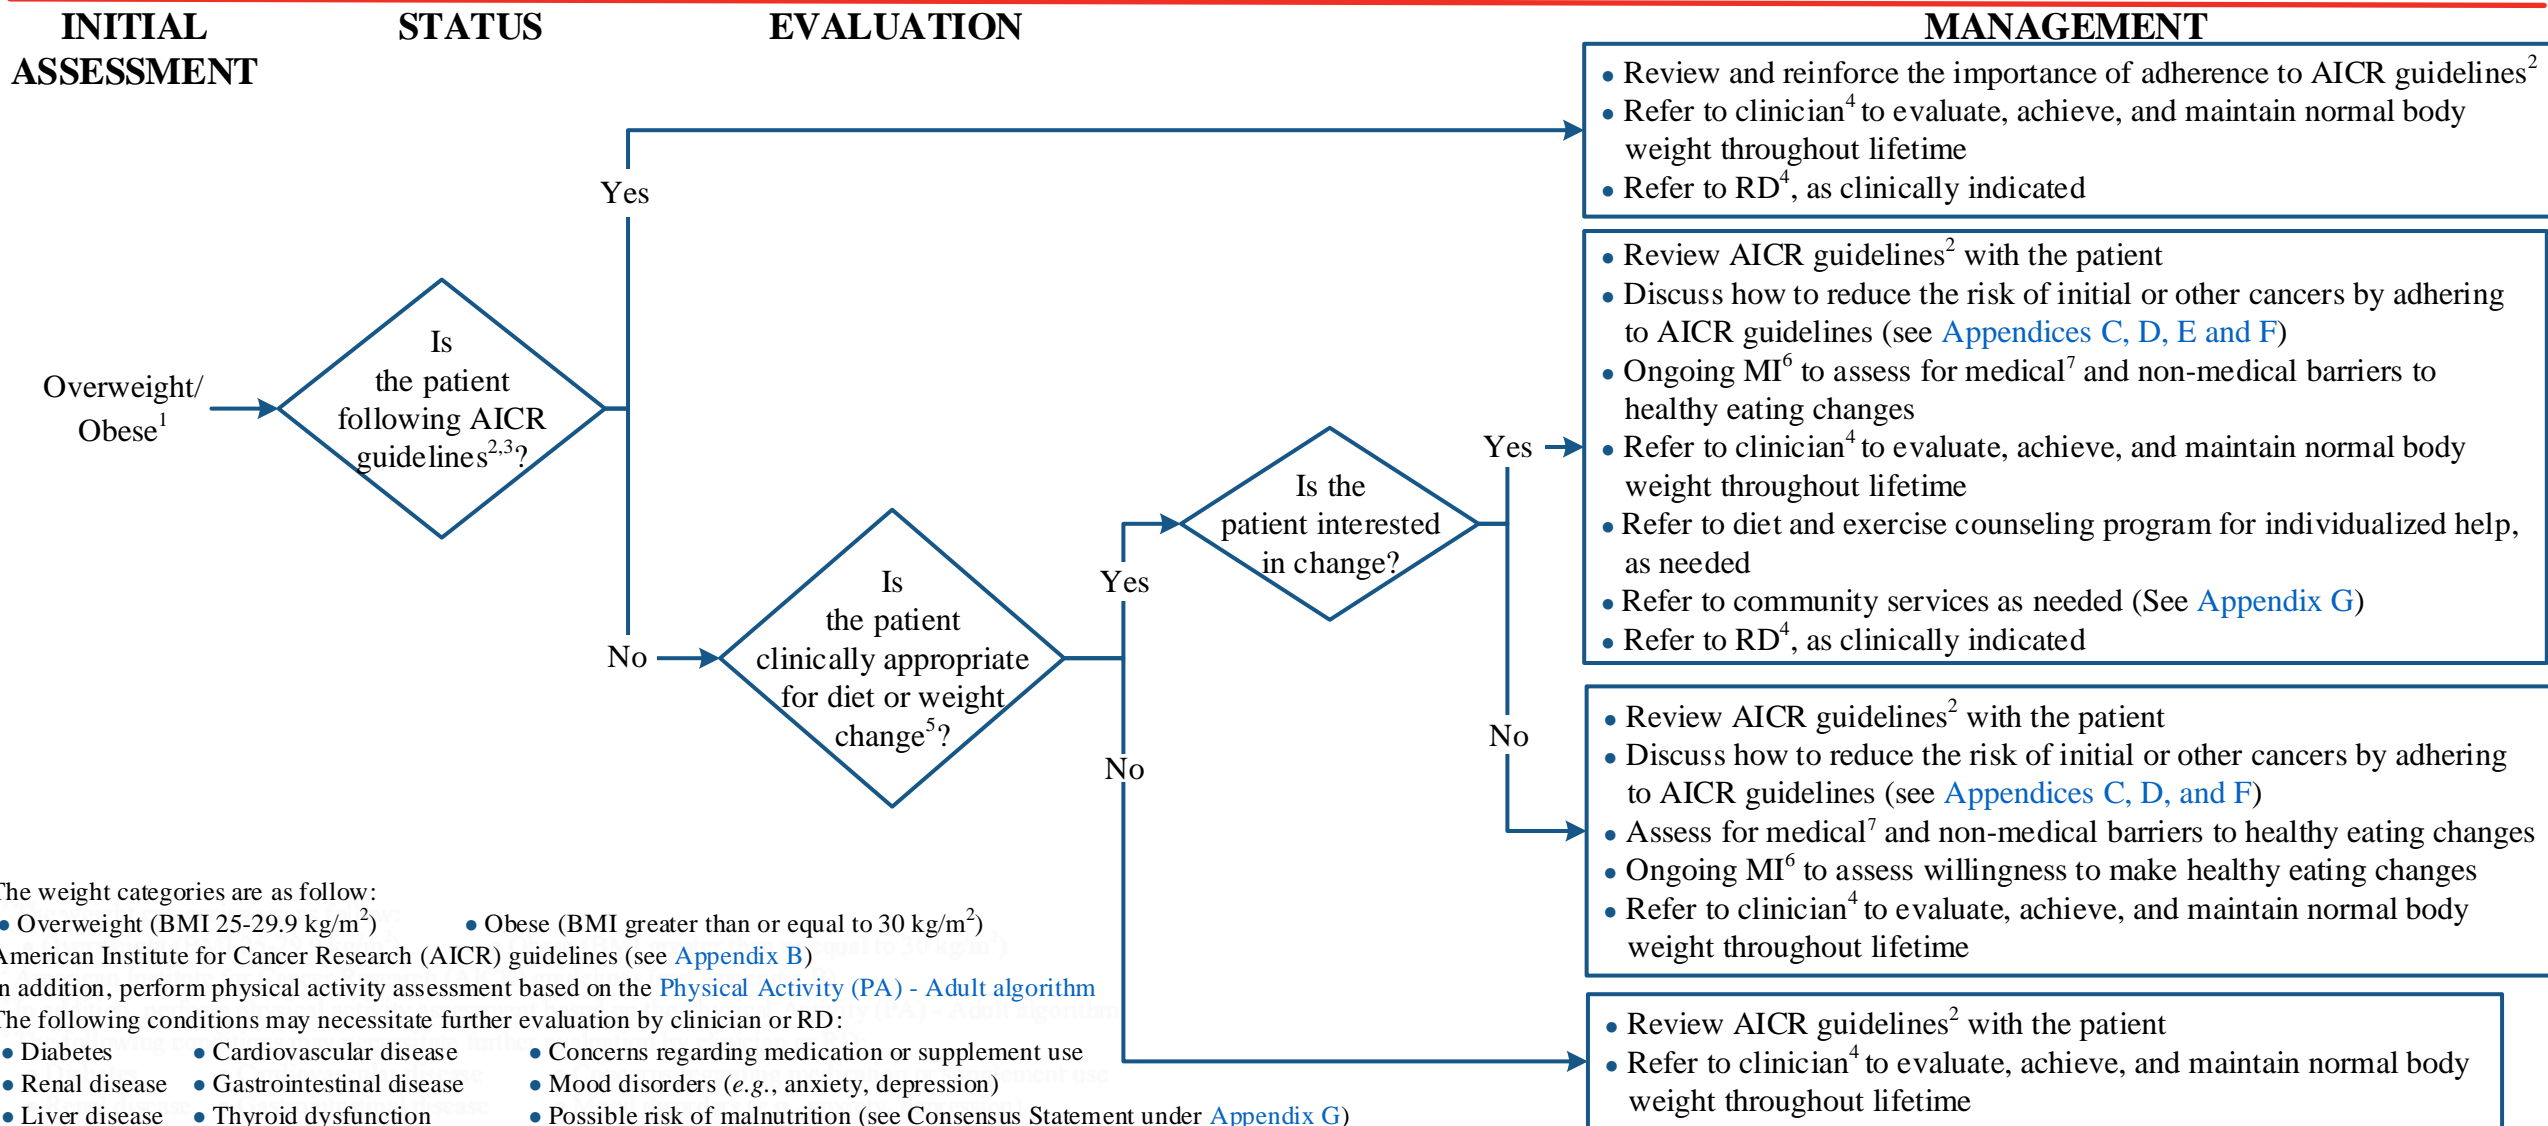 INITIAL
ASSESSMENT
STATUS
EVALUATION
MANAGEMENT
Overweight/
Obese1
Is
the patient
following AICR
guidelines2,3?
Yes
No
Is
the patient
clinically appropriate
for diet or weight
change5?
Yes
No
Is the
patient interested
in change?
Yes
No
• Review and reinforce the importance of adherence to AICR guidelines2
• Refer to clinician4 to evaluate, achieve, and maintain normal body
weight throughout lifetime
• Refer to RD4, as clinically indicated
• Review AICR guidelines2 with the patient
• Discuss how to reduce the risk of initial or other cancers by adhering
to AICR guidelines (see Appendices C, D, E and F)
• Ongoing MI6 to assess for medical7 and non-medical barriers to
healthy eating changes
• Refer to clinician4 to evaluate, achieve, and maintain normal body
weight throughout lifetime
• Refer to diet and exercise counseling program for individualized help,
as needed
• Refer to community services as needed (See Appendix G)
• Refer to RD4, as clinically indicated
• Review AICR guidelines2 with the patient
• Discuss how to reduce the risk of initial or other cancers by adhering
to AICR guidelines (see Appendices C, D, and F)
• Assess for medical7 and non-medical barriers to healthy eating changes
• Ongoing MI6 to assess willingness to make healthy eating changes
• Refer to clinician4 to evaluate, achieve, and maintain normal body
weight throughout lifetime
• Review AICR guidelines2 with the patient
• Refer to clinician4 to evaluate, achieve, and maintain normal body
weight throughout lifetime
The weight categories are as follow:
• Overweight (BMI 25-29.9 kg/m2) • Obese (BMI greater than or equal to 30 kg/m2)
American Institute for Cancer Research (AICR) guidelines (see Appendix B)
In addition, perform physical activity assessment based on the Physical Activity (PA) - Adult algorithm
The following conditions may necessitate further evaluation by clinician or RD:
• Diabetes • Cardiovascular disease • Concerns regarding medication or supplement use
• Renal disease • Gastrointestinal disease • Mood disorders (e.g., anxiety, depression)
• Liver disease • Thyroid dysfunction • Possible risk of malnutrition (see Consensus Statement under Appendix G)